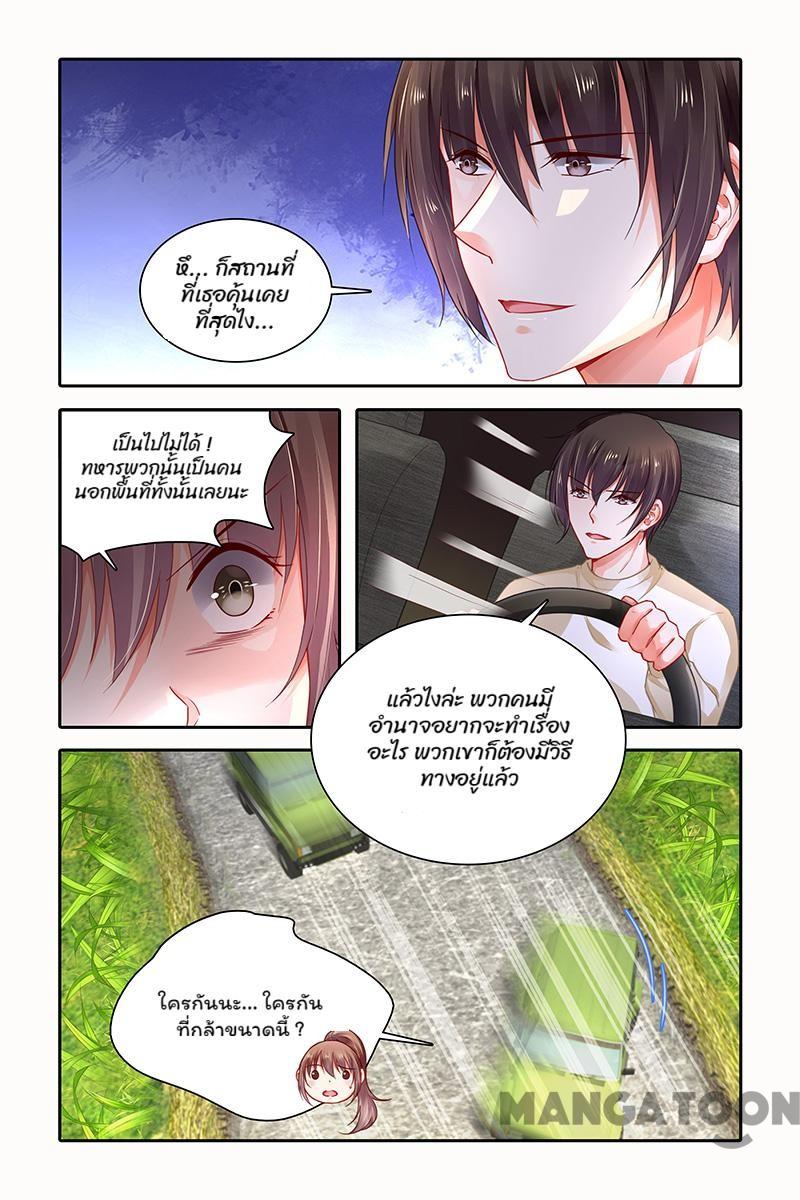 หึ... ก็สถานที่
ที่เธอคุ้นเคย
ที่สุดไง...
เป็นไปไม่ได้ !
ทหารพวกนั้นเป็นคน
นอกพื้นที่ทั้งนั้นเลยนะ
แล้วไงล่ะ พวกคนมี
อำนาจอยากจะทำเรื่อง
อะไร พวกเขาก็ต้องมีวิธี
ทางอยู่แล้ว
ใครกันนะ... ใครกัน
ที่กล้าขนาดนี้ ?
MANGATOON